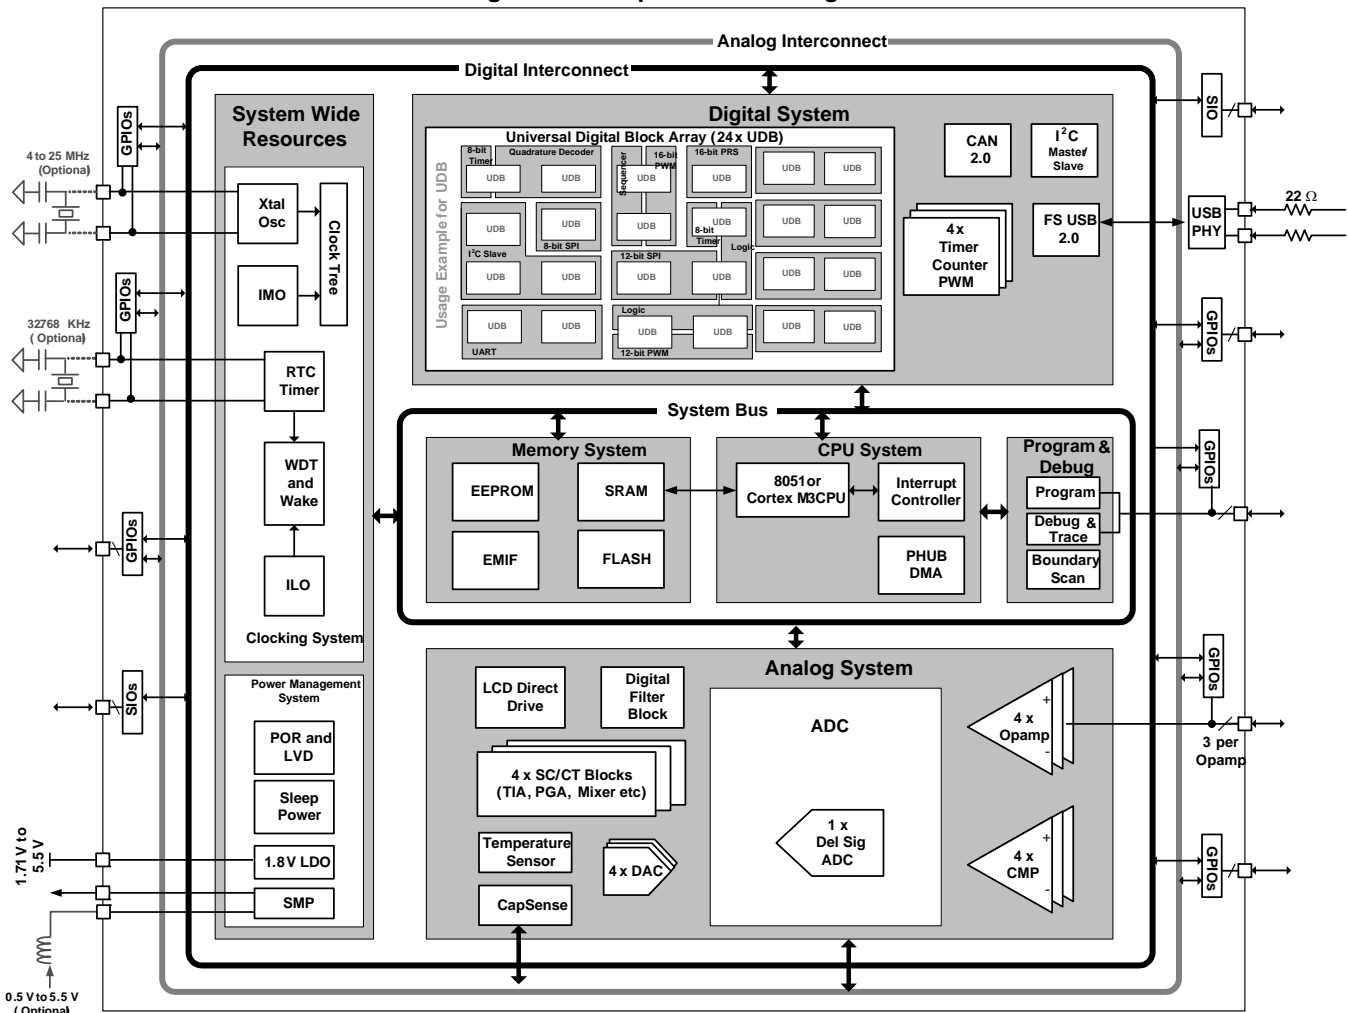 Analog Interconnect
Digital Interconnect
System Wide
Resources
Xtal
Osc
IMO
Clock Tree
RTC
Timer
WDT
and
Wake
ILO
Clocking System
Power Management
System
POR and
LVD
Sleep
Power
1.8V LDO
SMP
4 to 25 MHz
(Optional)
32768 KHz
(Optional)
GPIOs
GPIOs
GPIOs
SIOs
1.71 V to
5.5 V
0.5 V to 5.5 V
(Optional)
Digital System
Universal Digital Block Array (24x UDB)
Usage Example for UDB
8-bit
Timer
Quadrature Decoder
Sequencer
16-bit
PWM
16-bit PRS
UDB
UDB
UDB
UDB
UDB
UDB
UDB
I²C Slave
8-bit SPI
8-bit
Timer
Logic
UDB
UDB
UDB
UDB
UDB
UDB
12-bit SPI
UDB
UDB
UDB
UDB
UDB
UDB
Logic
UDB
UDB
UDB
UDB
UDB
UDB
UART
12-bit PWM
CAN
2.0
I²C
Master/
Slave
4x
Timer
Counter
PWM
FS USB
2.0
System Bus
Memory System
EEPROM
SRAM
EMIF
FLASH
CPU System
8051or
Cortex M3CPU
Interrupt
Controller
PHUB
DMA
Program &
Debug
Program
Debug &
Trace
Boundary
Scan
Analog System
LCD Direct
Drive
Digital
Filter
Block
4 x SC/CT Blocks
(TIA, PGA, Mixer etc)
Temperature
Sensor
4x DAC
CapSense
ADC
1 x
Del Sig
ADC
+
4 x
Opamp
-
+
4 x
CMP
-
SIO
USB
PHY
22 Ω
GPIOs
GPIOs
GPIOs
3 per
Opamp
GPIOs